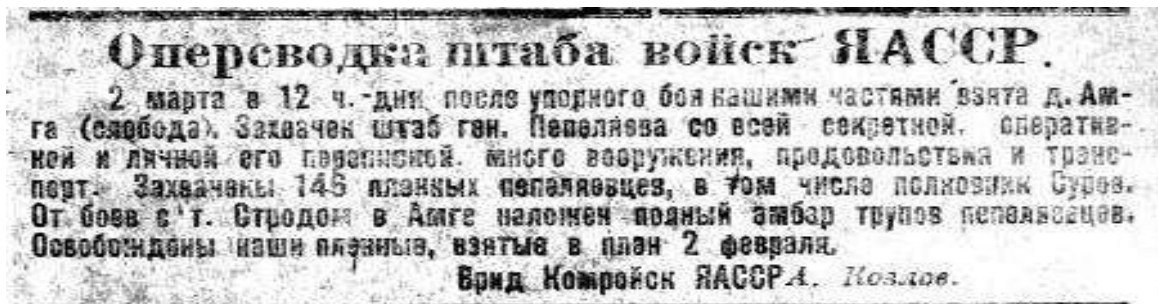 Оперсводка штаба войск ЯАССР.
2 марта в 12 ч. дня после упорного боя нашими частями взята д. Ам-
га (слобода). Захвачен штаб ген. Пепеляева со всей секретной, оператив-
ной и личной его перепиской, много вооружения, продовольствия и транс-
порт. Захвачены 146 пленных пепеляевцев, в том числе полковник Суров.
От боев с т. Стродом в Амге наложен полный амбар трупов пепеляевцев.
Освобождены наши пленные, взятые в плен 2 февраля.
Врид Комвойск ЯАССР А. Козлов.